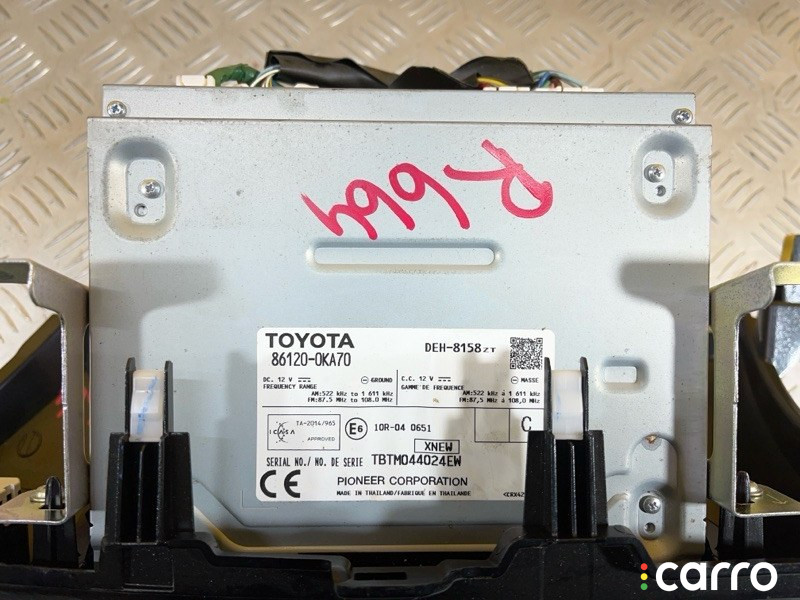 R664
TOYOTA
86120-0KA70
DEH-8158ZT
DC. 12 V ⊖ GROUND
FREQUENCY RANGE
AM:522 kHz to 1 611 kHz
FM:87.5 MHz to 108.0 MHz
C.C. 12 V ⊖ MASSE
GAMME DE FREQUENCE
AM:522 kHz à 1 611 kHz
FM:87,5 MHz à 108,0 MHz
ICASA
TA-2014/965
APPROVED
E6 10R-04 0651
C
XNEW
SERIAL NO./ NO. DE SERIE TBTM044024EW
CE
PIONEER CORPORATION
MADE IN THAILAND/FABRIQUÉ EN THAILANDE
carro